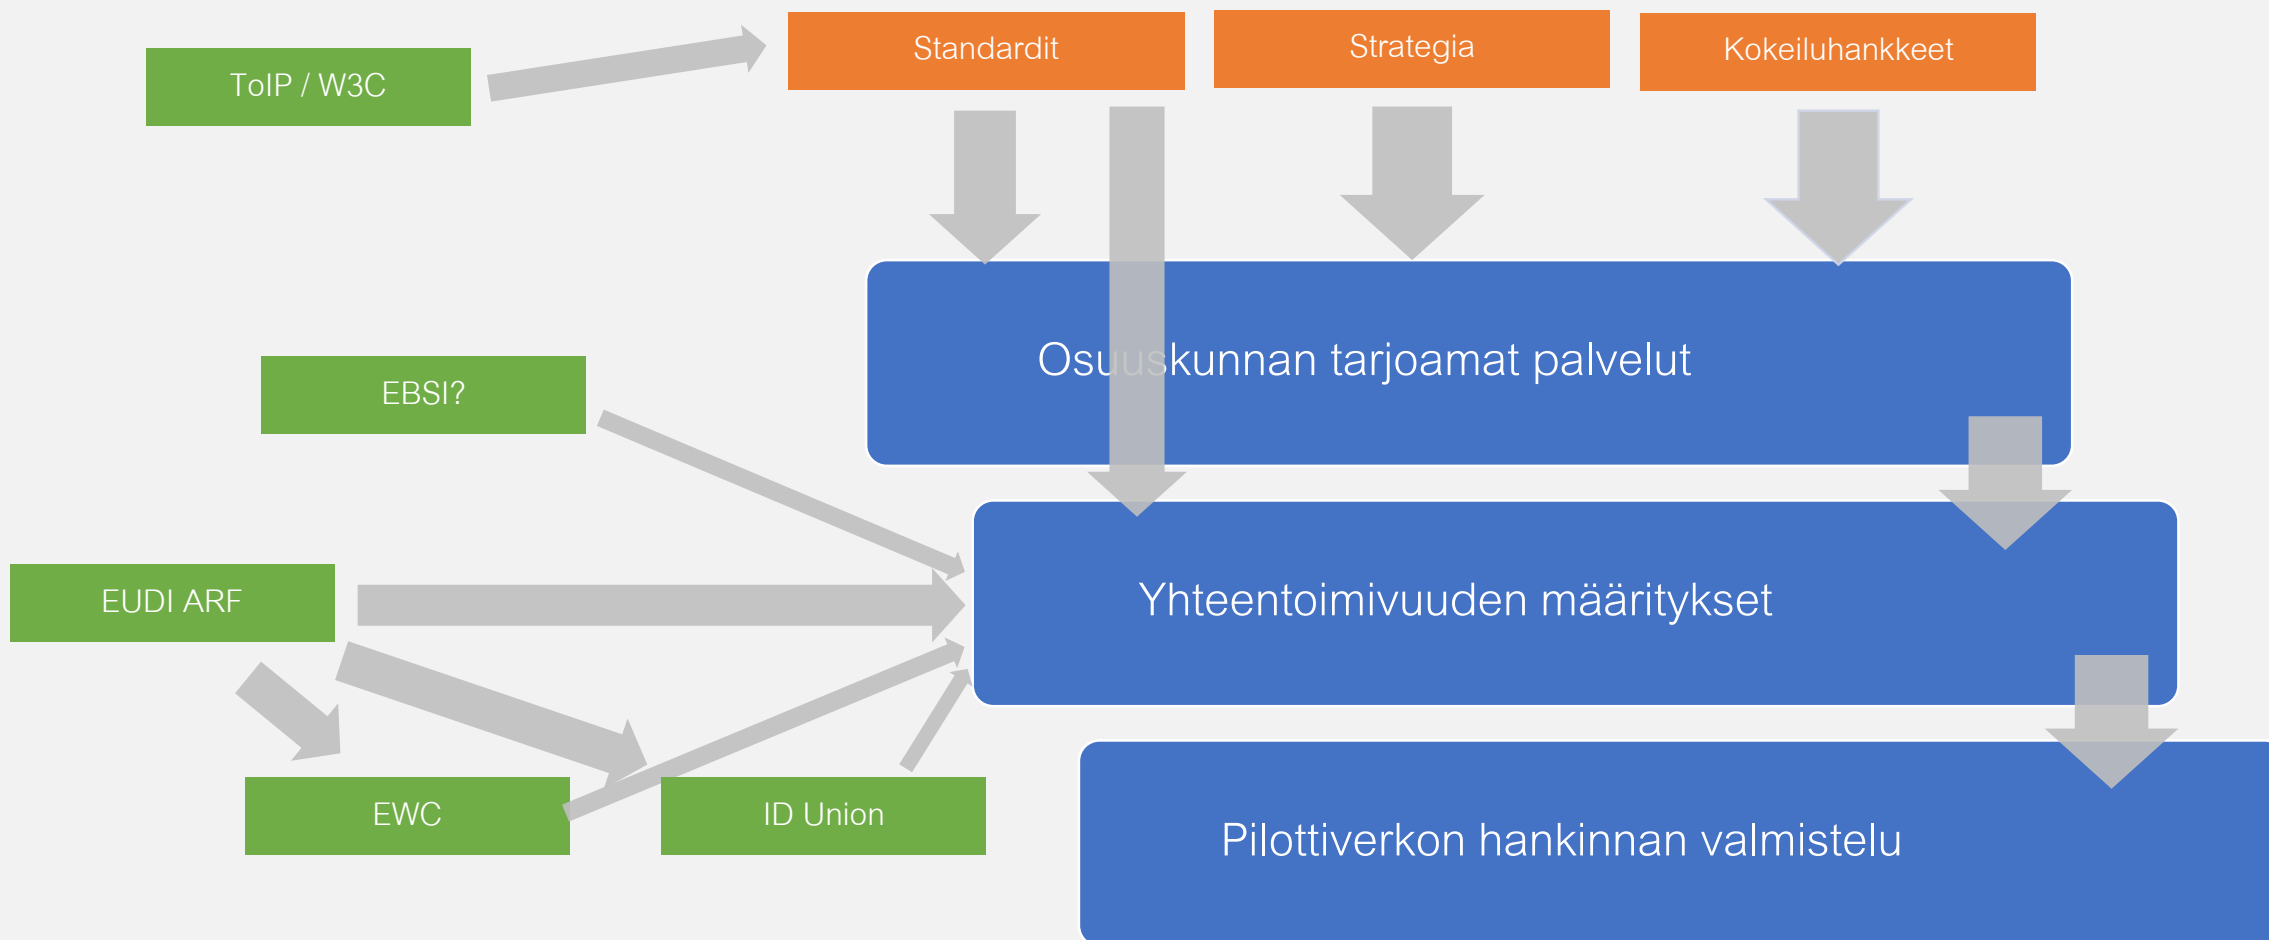 ToIP / W3C
Standardit
Strategia
Kokeiluhankkeet
Osuuskunnan tarjoamat palvelut
EBSI?
Yhteentoimivuuden määritykset
EUDI ARF
EWC
ID Union
Pilottiverkon hankinnan valmistelu